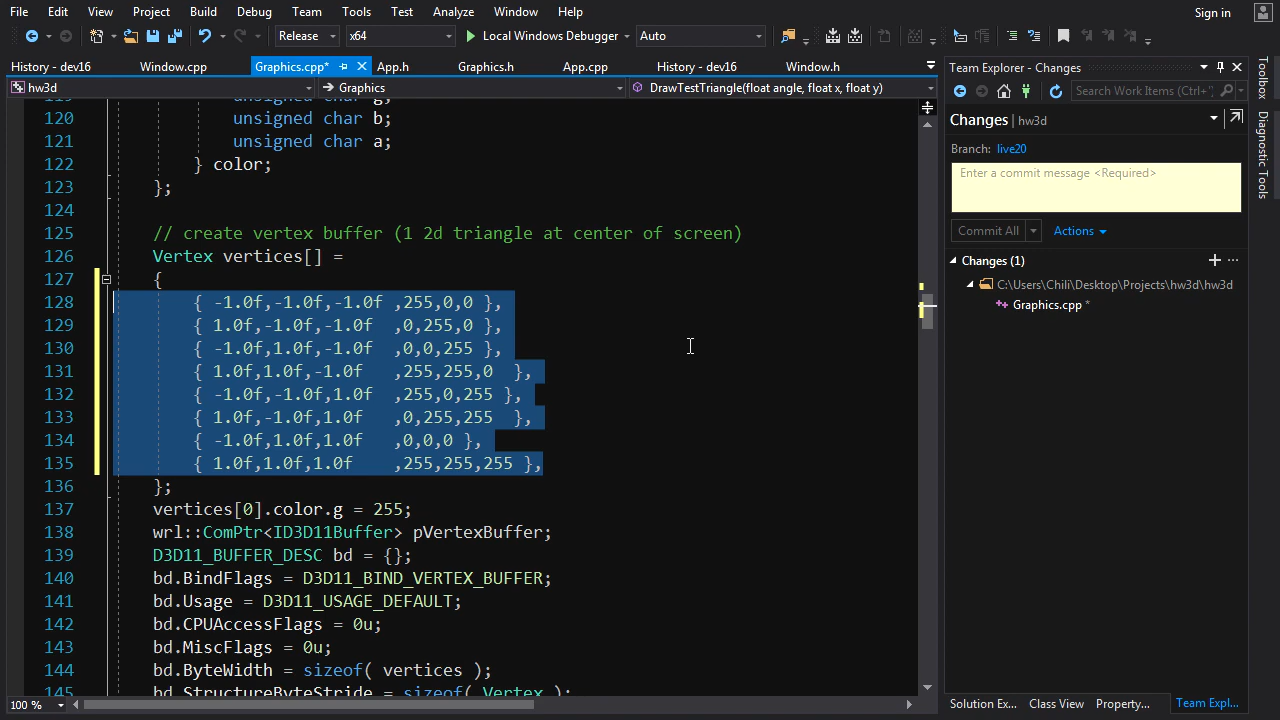 File Edit View Project Build Debug Team Tools Test Analyze Window Help Sign in
Release x64 Local Windows Debugger Auto
History - dev16 Window.cpp Graphics.cpp* App.h Graphics.h App.cpp History - dev16 Window.h
hw3d Graphics DrawTestTriangle(float angle, float x, float y)
119 unsigned char g;
120 unsigned char b;
121 unsigned char a;
122 } color;
123 };
124
125 // create vertex buffer (1 2d triangle at center of screen)
126 Vertex vertices[] =
127 {
128 { -1.0f,-1.0f,-1.0f ,255,0,0 },
129 { 1.0f,-1.0f,-1.0f ,0,255,0 },
130 { -1.0f,1.0f,-1.0f ,0,0,255 },
131 { 1.0f,1.0f,-1.0f ,255,255,0 },
132 { -1.0f,-1.0f,1.0f ,255,0,255 },
133 { 1.0f,-1.0f,1.0f ,0,255,255 },
134 { -1.0f,1.0f,1.0f ,0,0,0 },
135 { 1.0f,1.0f,1.0f ,255,255,255 },
136 };
137 vertices[0].color.g = 255;
138 wrl::ComPtr<ID3D11Buffer> pVertexBuffer;
139 D3D11_BUFFER_DESC bd = {};
140 bd.BindFlags = D3D11_BIND_VERTEX_BUFFER;
141 bd.Usage = D3D11_USAGE_DEFAULT;
142 bd.CPUAccessFlags = 0u;
143 bd.MiscFlags = 0u;
144 bd.ByteWidth = sizeof( vertices );
145 bd.StructureByteStride = sizeof( Vertex );
100 %
Team Explorer - Changes
Search Work Items (Ctrl+')
Changes | hw3d
Branch: live20
Enter a commit message <Required>
Commit All Actions
Changes (1)
C:\Users\Chili\Desktop\Projects\hw3d\hw3d
Graphics.cpp *
Solution Ex... Class View Property... Team Expl...
Toolbox
Diagnostic Tools